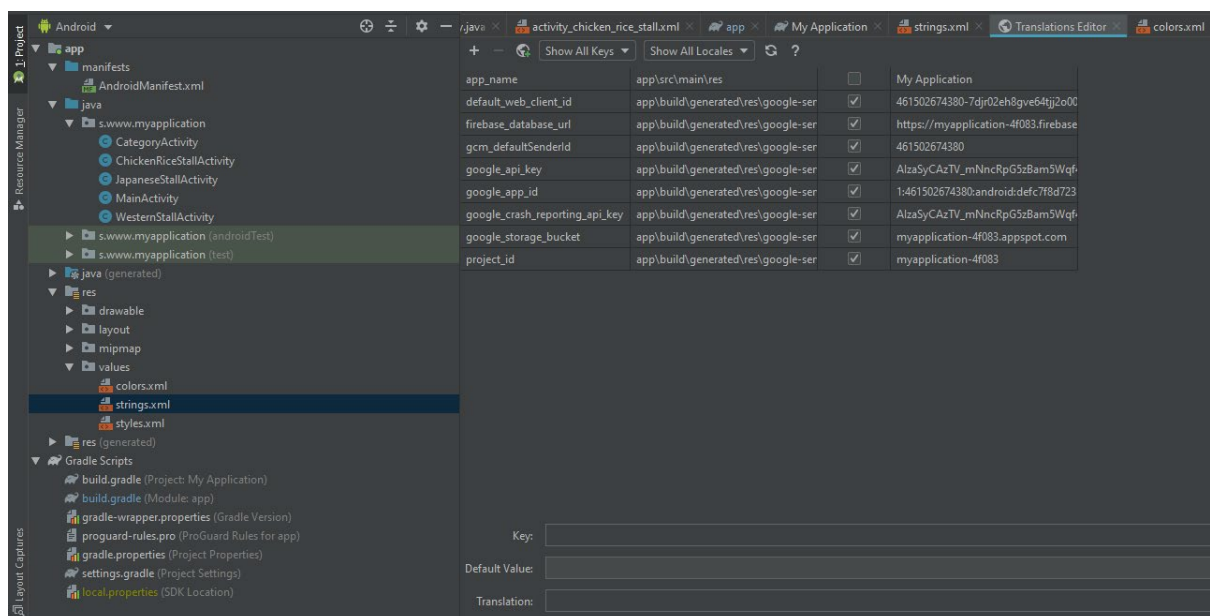 Android
/.java
activity_chicken_rice_stall.xml
app
My Application
strings.xml
Translations Editor
colors.xml
1: Project
Resource Manager
Layout Captures
app
manifests
AndroidManifest.xml
java
s.www.myapplication
CategoryActivity
ChickenRiceStallActivity
JapaneseStallActivity
MainActivity
WesternStallActivity
s.www.myapplication (androidTest)
s.www.myapplication (test)
java (generated)
res
drawable
layout
mipmap
values
colors.xml
strings.xml
styles.xml
res (generated)
Gradle Scripts
build.gradle (Project: My Application)
build.gradle (Module: app)
gradle-wrapper.properties (Gradle Version)
proguard-rules.pro (ProGuard Rules for app)
gradle.properties (Project Properties)
settings.gradle (Project Settings)
local.properties (SDK Location)
+ − Show All Keys Show All Locales ?
app_name app\src\main\res My Application
default_web_client_id app\build\generated\res\google-ser 461502674380-7djr02eh8gve64tjj2o00
firebase_database_url app\build\generated\res\google-ser https://myapplication-4f083.firebase
gcm_defaultSenderId app\build\generated\res\google-ser 461502674380
google_api_key app\build\generated\res\google-ser AIzaSyCAzTV_mNncRpG5zBam5Wqf
google_app_id app\build\generated\res\google-ser 1:461502674380:android:defc7f8d723
google_crash_reporting_api_key app\build\generated\res\google-ser AIzaSyCAzTV_mNncRpG5zBam5Wqf
google_storage_bucket app\build\generated\res\google-ser myapplication-4f083.appspot.com
project_id app\build\generated\res\google-ser myapplication-4f083
Key:
Default Value:
Translation: